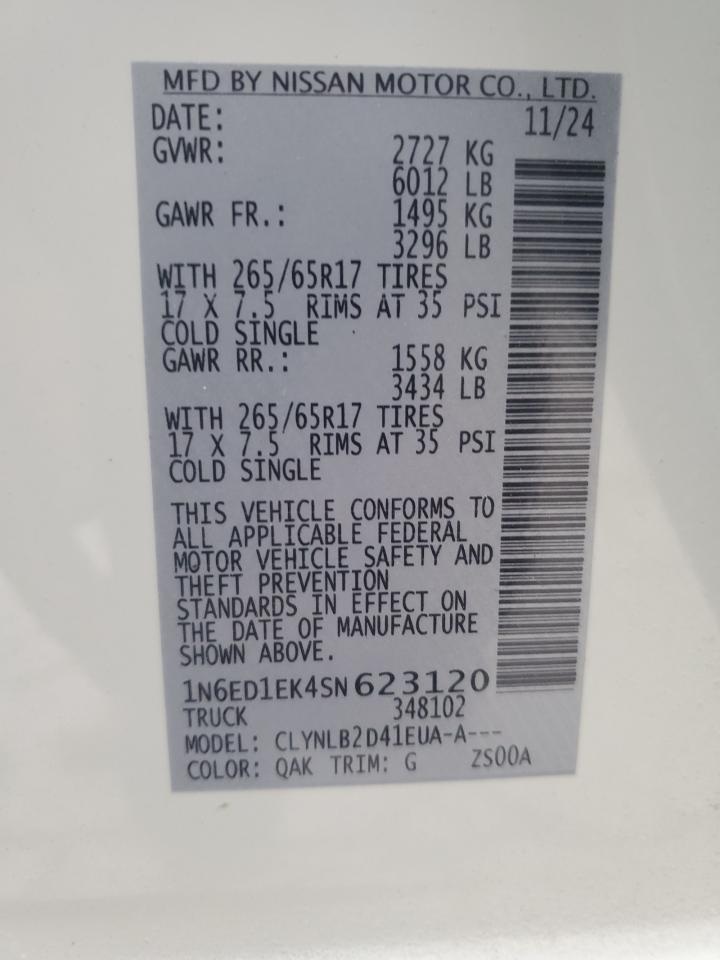 MFD BY NISSAN MOTOR CO., LTD.
DATE: 11/24
GVWR: 2727 KG
6012 LB
GAWR FR.: 1495 KG
3296 LB
WITH 265/65R17 TIRES
17 X 7.5 RIMS AT 35 PSI
COLD SINGLE
GAWR RR.: 1558 KG
3434 LB
WITH 265/65R17 TIRES
17 X 7.5 RIMS AT 35 PSI
COLD SINGLE
THIS VEHICLE CONFORMS TO
ALL APPLICABLE FEDERAL
MOTOR VEHICLE SAFETY AND
THEFT PREVENTION
STANDARDS IN EFFECT ON
THE DATE OF MANUFACTURE
SHOWN ABOVE.
1N6ED1EK4SN623120
TRUCK 348102
MODEL: CLYNLB2D41EUA-A---
COLOR: QAK TRIM: G ZS00A